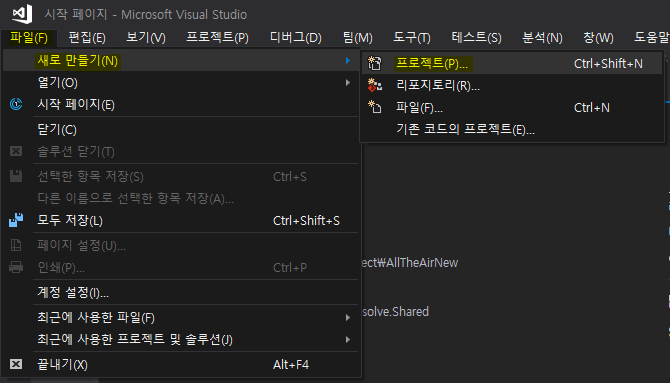 시작 페이지 - Microsoft Visual Studio
파일(F) 편집(E) 보기(V) 프로젝트(P) 디버그(D) 팀(M) 도구(T) 테스트(S) 분석(N) 창(W) 도움말
새로 만들기(N)
프로젝트(P)... Ctrl+Shift+N
열기(O)
리포지토리(R)...
시작 페이지(E)
파일(F)... Ctrl+N
닫기(C)
기존 코드의 프로젝트(E)...
솔루션 닫기(T)
선택한 항목 저장(S) Ctrl+S
다른 이름으로 선택한 항목 저장(A)...
모두 저장(L) Ctrl+Shift+S
페이지 설정(U)...
ect₩AllTheAirNew
인쇄(P)... Ctrl+P
계정 설정(I)...
esolve.Shared
최근에 사용한 파일(F)
최근에 사용한 프로젝트 및 솔루션(J)
끝내기(X) Alt+F4